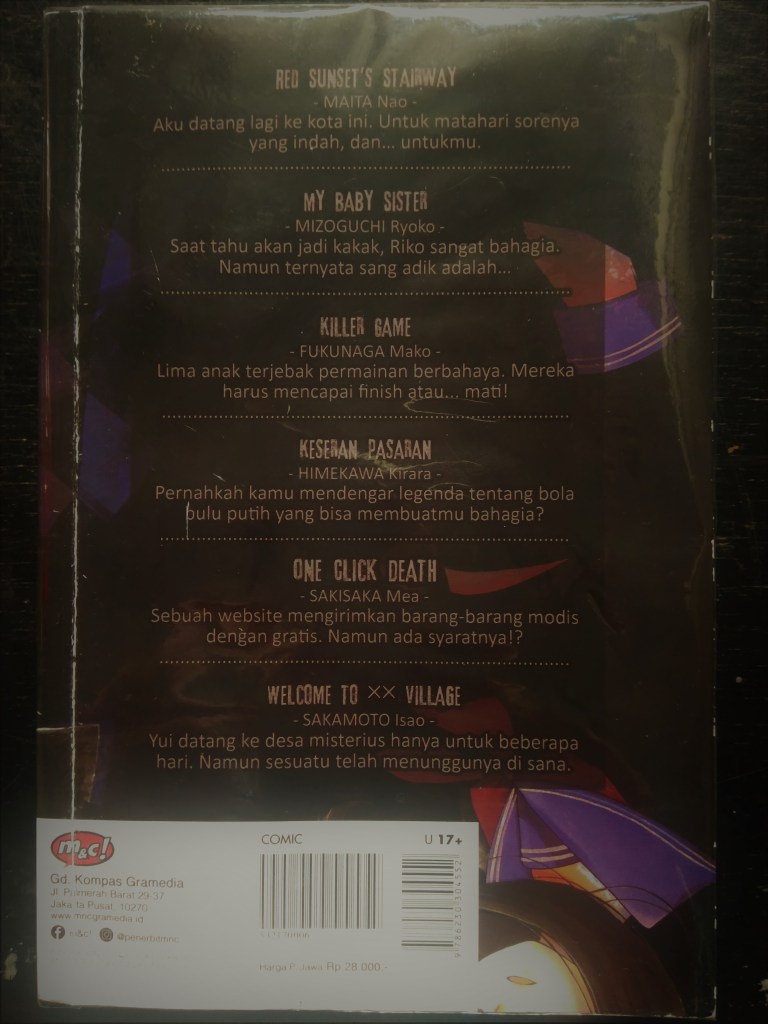 RED SUNSET'S STAIRWAY
- MAITA Nao -
Aku datang lagi ke kota ini. Untuk matahari sorenya
yang indah, dan... untukmu.
MY BABY SISTER
- MIZOGUCHI Ryoko -
Saat tahu akan jadi kakak, Riko sangat bahagia.
Namun ternyata sang adik adalah...
KILLER GAME
- FUKUNAGA Mako -
Lima anak terjebak permainan berbahaya. Mereka
harus mencapai finish atau... mati!
KESERAN PASARAN
- HIMEKAWA Kirara -
Pernahkah kamu mendengar legenda tentang bola
bulu putih yang bisa membuatmu bahagia?
ONE CLICK DEATH
- SAKISAKA Mea -
Sebuah website mengirimkan barang-barang modis
dengan gratis. Namun ada syaratnya!?
WELCOME TO ×× VILLAGE
- SAKAMOTO Isao -
Yui datang ke desa misterius hanya untuk beberapa
hari. Namun sesuatu telah menunggunya di sana.
m&c!
COMIC
U 17+
Gd. Kompas Gramedia
Jl. Palmerah Barat 29-37
Jakarta Pusat, 10270
www.mncgramedia.id
m&c! @penerbitmnc
Harga P. Jawa Rp 28.000,-